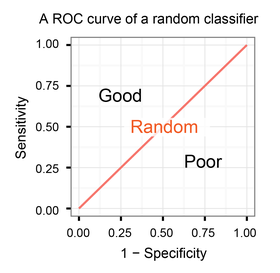 A ROC curve of a random classifier
1.00
0.75
0.50
0.25
0.00
Sensitivity
Good
Random
Poor
0.00 0.25 0.50 0.75 1.00
1 − Specificity